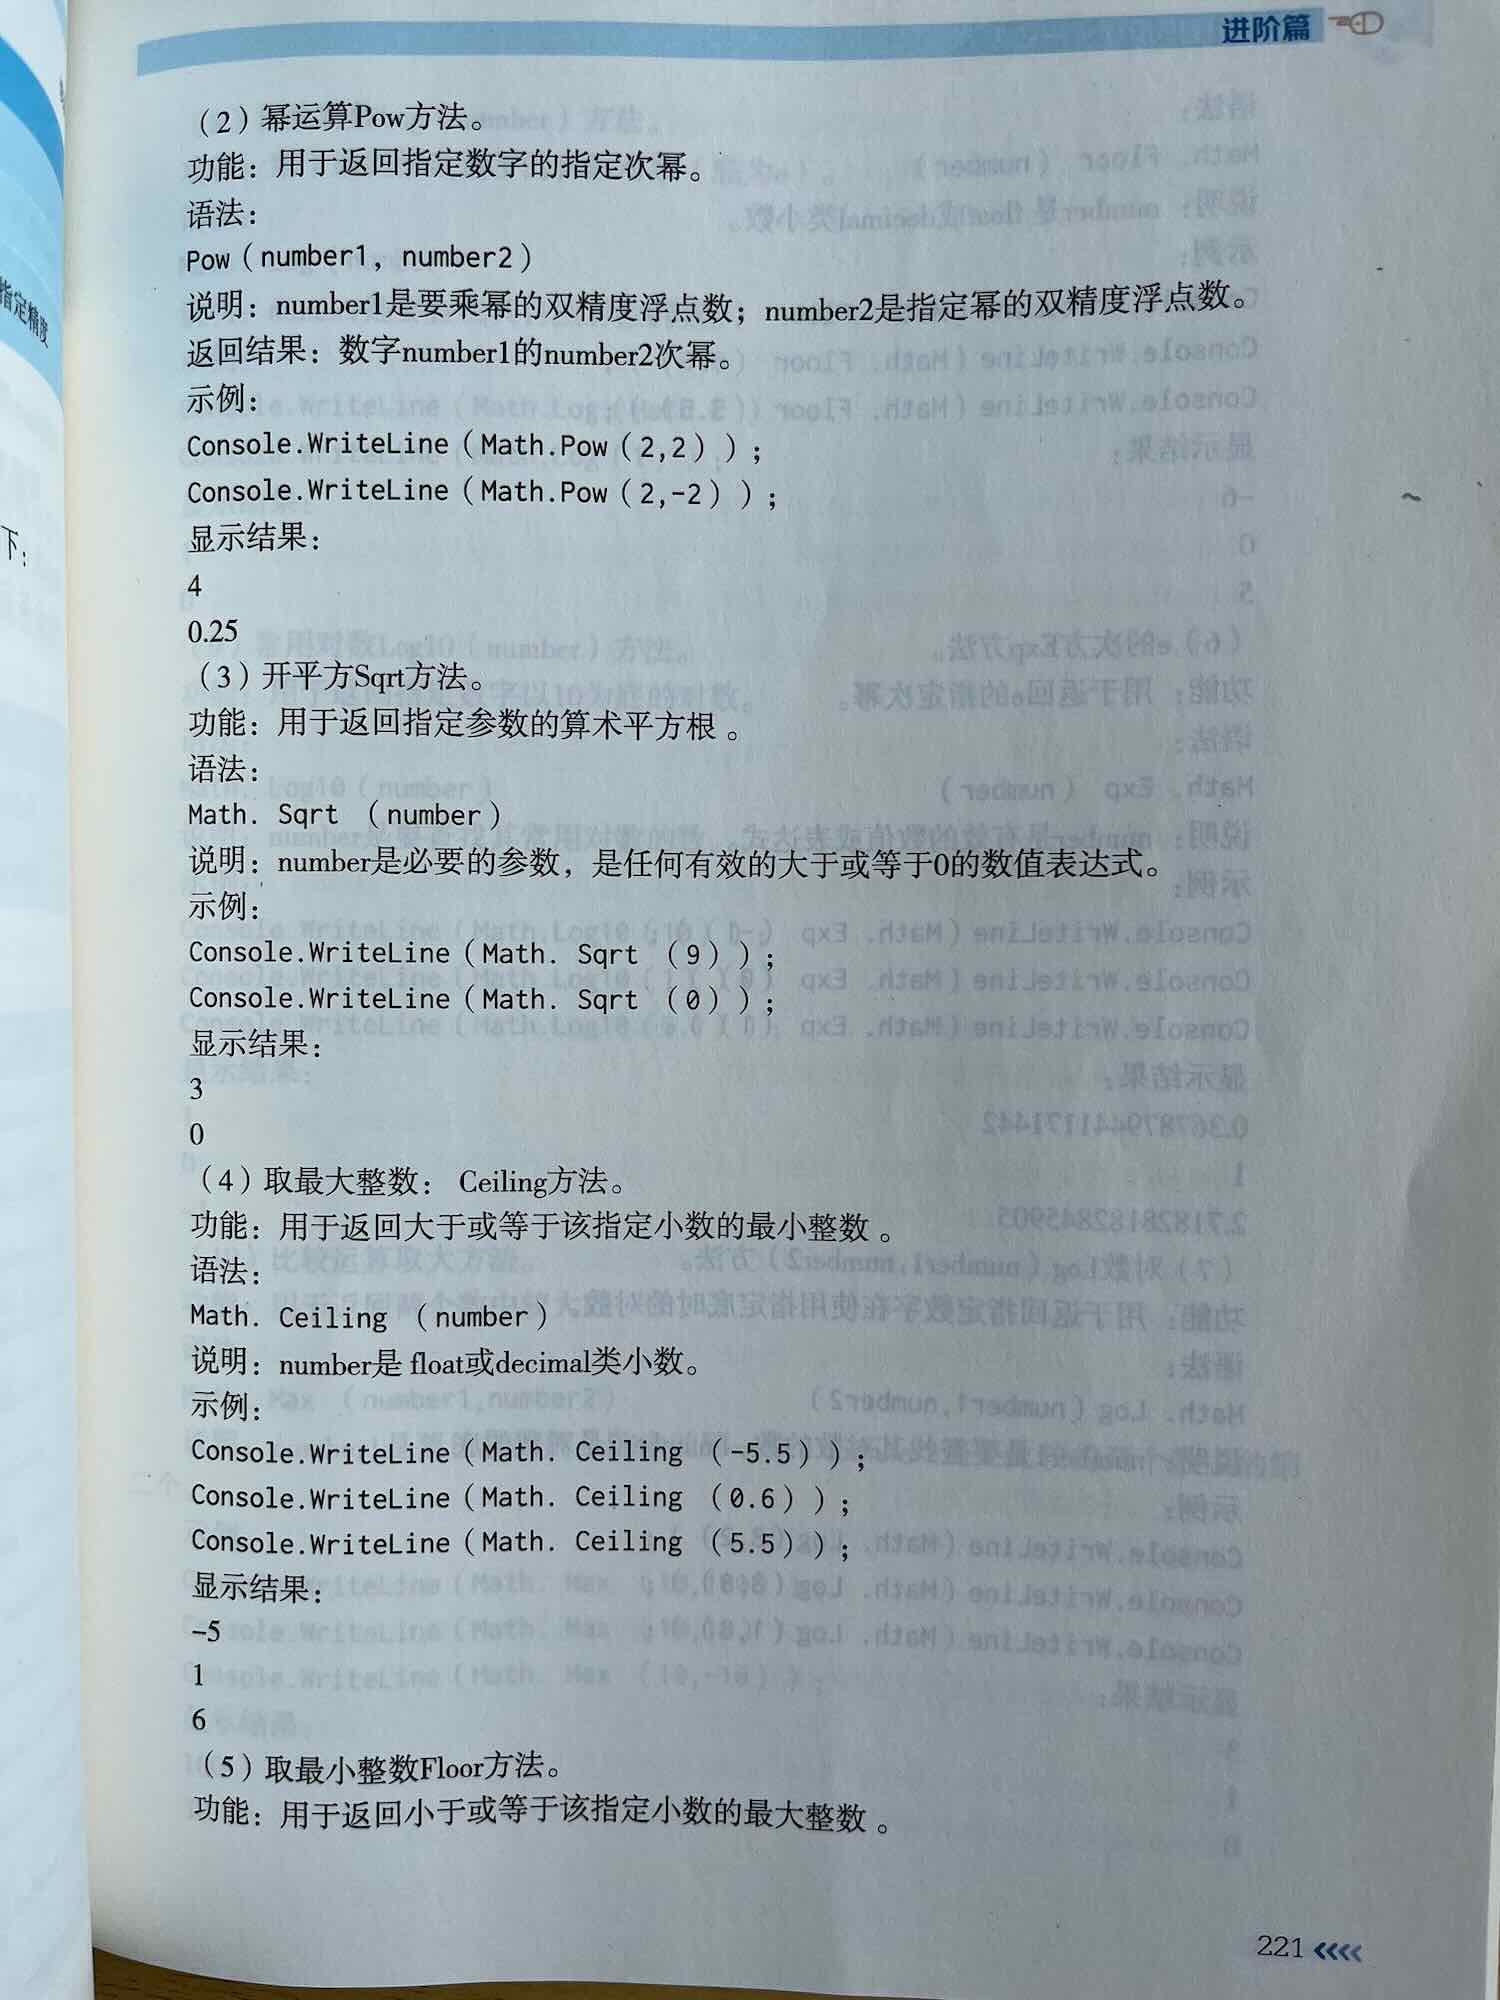 进阶篇
指定精度
下：
（2）幂运算Pow方法。
功能：用于返回指定数字的指定次幂。
语法：
Pow（number1, number2）
说明：number1是要乘幂的双精度浮点数；number2是指定幂的双精度浮点数。
返回结果：数字number1的number2次幂。
示例：
Console.WriteLine（Math.Pow（2,2））；
Console.WriteLine（Math.Pow（2,-2））；
显示结果：
4
0.25
（3）开平方Sqrt方法。
功能：用于返回指定参数的算术平方根 。
语法：
Math. Sqrt （number）
说明：number是必要的参数，是任何有效的大于或等于0的数值表达式。
示例：
Console.WriteLine（Math. Sqrt （9））；
Console.WriteLine（Math. Sqrt （0））；
显示结果：
3
0
（4）取最大整数： Ceiling方法。
功能：用于返回大于或等于该指定小数的最小整数 。
语法：
Math. Ceiling （number）
说明：number是 float或decimal类小数。
示例：
Console.WriteLine（Math. Ceiling （-5.5））；
Console.WriteLine（Math. Ceiling （0.6））；
Console.WriteLine（Math. Ceiling （5.5））；
显示结果：
-5
1
6
（5）取最小整数Floor方法。
功能：用于返回小于或等于该指定小数的最大整数 。
221